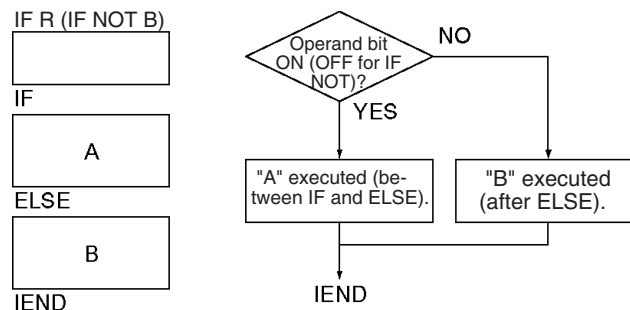 IF R (IF NOT B)
IF
A
ELSE
B
IEND
Operand bit
ON (OFF for IF
NOT)?
NO
YES
"A" executed (be-
tween IF and ELSE).
"B" executed
(after ELSE).
IEND